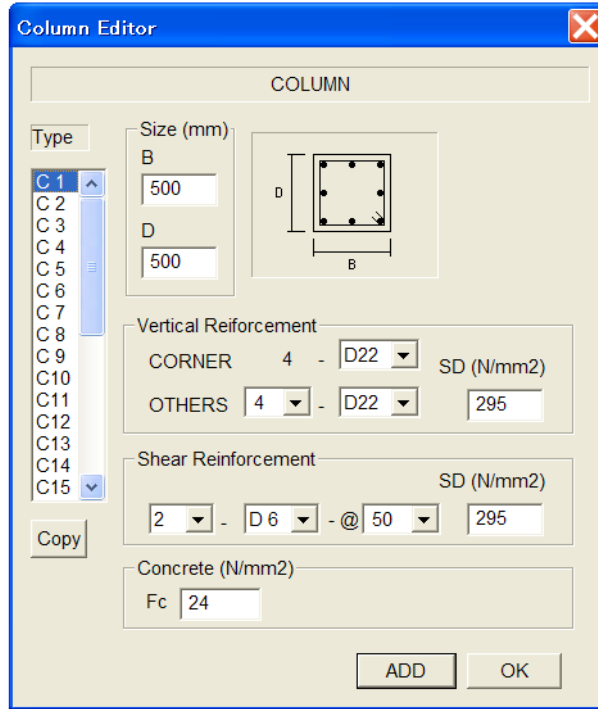 Column Editor
COLUMN
Type
C 1
C 2
C 3
C 4
C 5
C 6
C 7
C 8
C 9
C10
C11
C12
C13
C14
C15
Copy
Size (mm)
B
500
D
500
D
B
Vertical Reiforcement
CORNER 4 - D22
SD (N/mm2)
OTHERS 4 - D22 295
Shear Reinforcement
SD (N/mm2)
2 - D 6 - @ 50 295
Concrete (N/mm2)
Fc 24
ADD OK